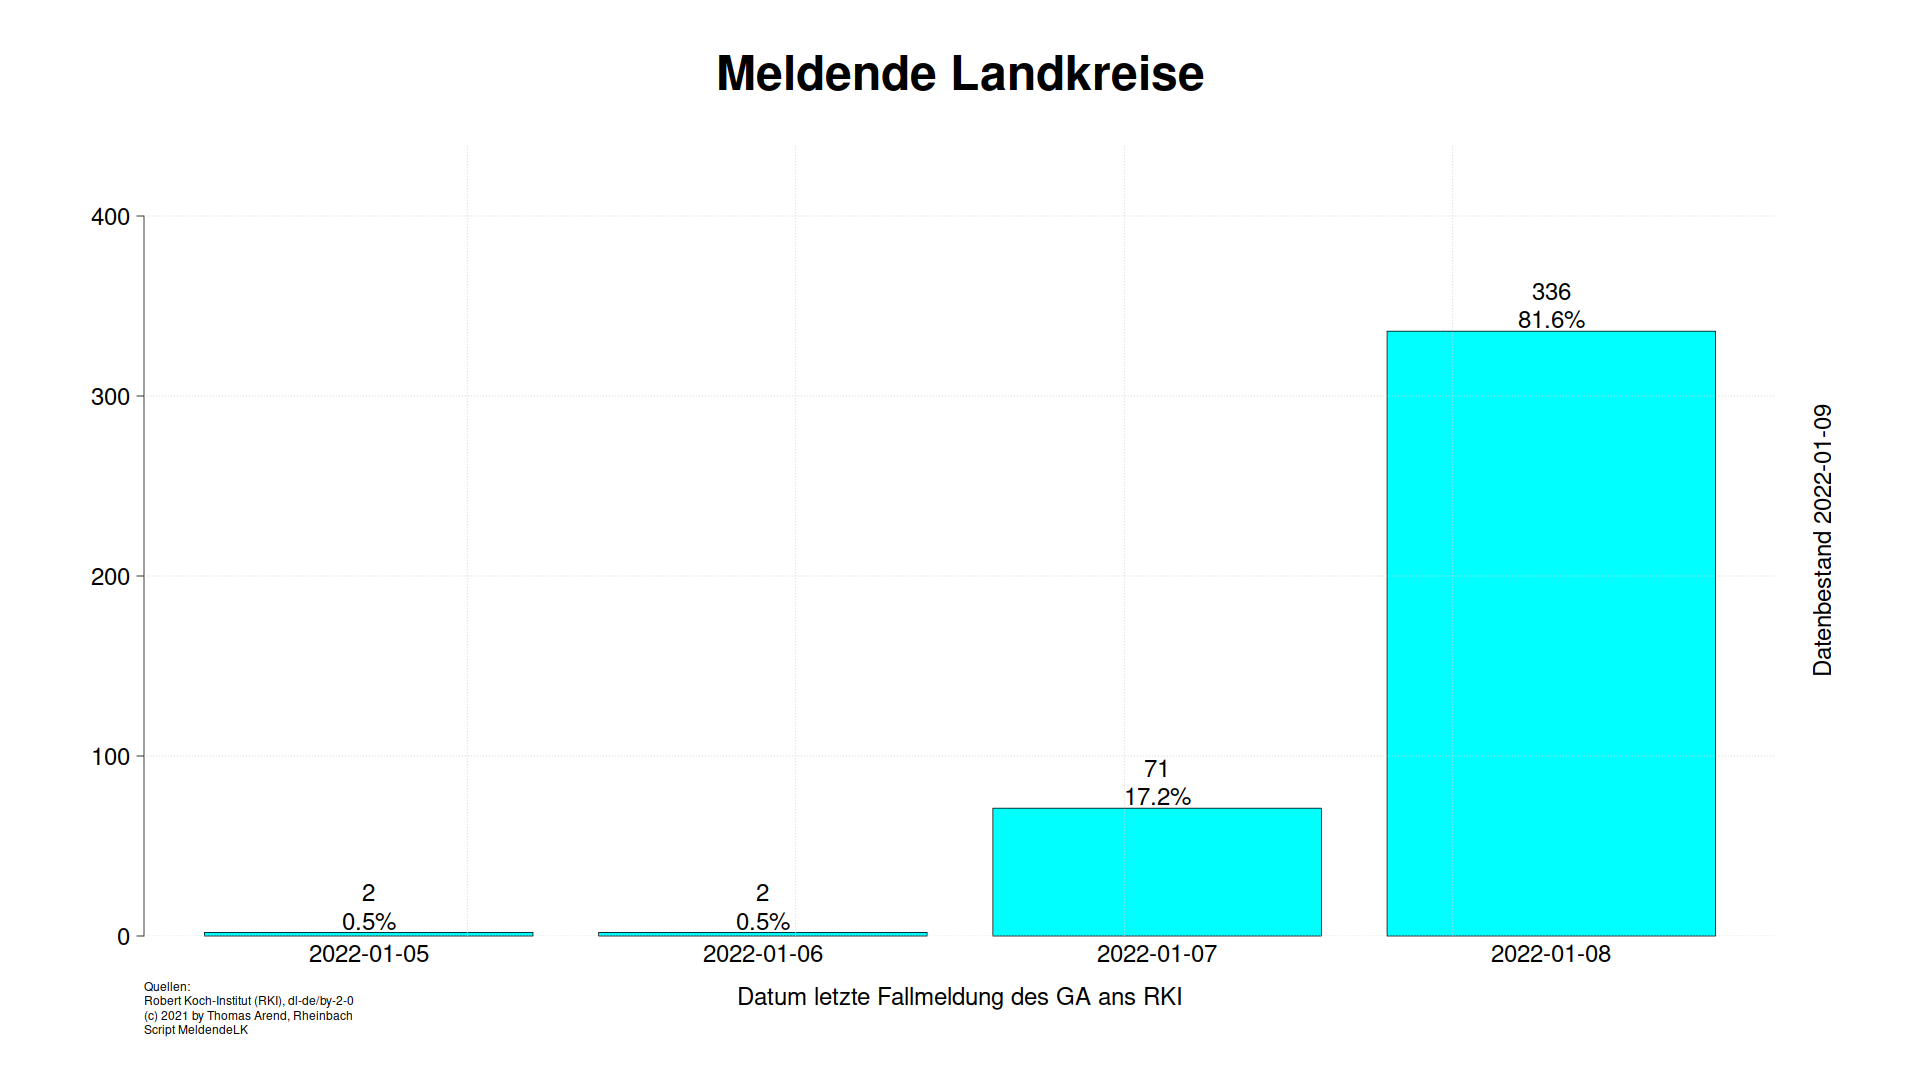 Meldende Landkreise
400
300
200
100
0
336
81.6%
71
17.2%
2
0.5%
2
0.5%
2022-01-05
2022-01-06
2022-01-07
2022-01-08
Datum letzte Fallmeldung des GA ans RKI
Datenbestand 2022-01-09
Quellen:
Robert Koch-Institut (RKI), dl-de/by-2-0
(c) 2021 by Thomas Arend, Rheinbach
Script MeldendeLK